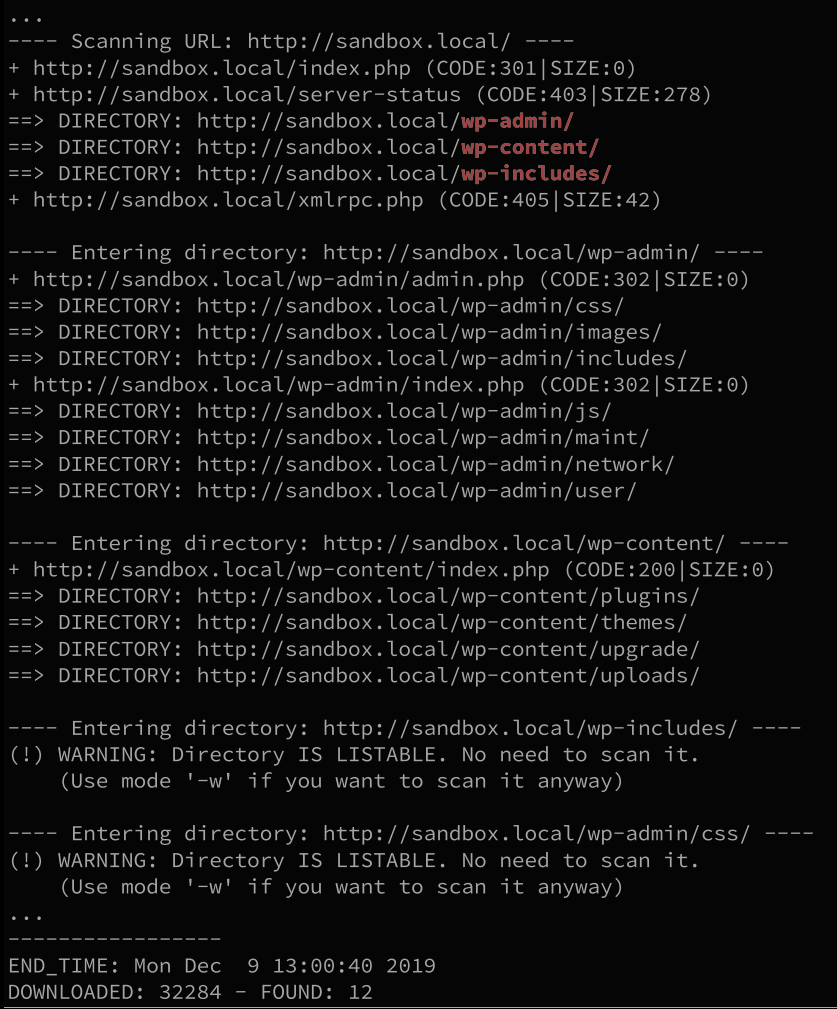 ...
---- Scanning URL: http://sandbox.local/ ----
+ http://sandbox.local/index.php (CODE:301|SIZE:0)
+ http://sandbox.local/server-status (CODE:403|SIZE:278)
==> DIRECTORY: http://sandbox.local/wp-admin/
==> DIRECTORY: http://sandbox.local/wp-content/
==> DIRECTORY: http://sandbox.local/wp-includes/
+ http://sandbox.local/xmlrpc.php (CODE:405|SIZE:42)

---- Entering directory: http://sandbox.local/wp-admin/ ----
+ http://sandbox.local/wp-admin/admin.php (CODE:302|SIZE:0)
==> DIRECTORY: http://sandbox.local/wp-admin/css/
==> DIRECTORY: http://sandbox.local/wp-admin/images/
==> DIRECTORY: http://sandbox.local/wp-admin/includes/
+ http://sandbox.local/wp-admin/index.php (CODE:302|SIZE:0)
==> DIRECTORY: http://sandbox.local/wp-admin/js/
==> DIRECTORY: http://sandbox.local/wp-admin/maint/
==> DIRECTORY: http://sandbox.local/wp-admin/network/
==> DIRECTORY: http://sandbox.local/wp-admin/user/

---- Entering directory: http://sandbox.local/wp-content/ ----
+ http://sandbox.local/wp-content/index.php (CODE:200|SIZE:0)
==> DIRECTORY: http://sandbox.local/wp-content/plugins/
==> DIRECTORY: http://sandbox.local/wp-content/themes/
==> DIRECTORY: http://sandbox.local/wp-content/upgrade/
==> DIRECTORY: http://sandbox.local/wp-content/uploads/

---- Entering directory: http://sandbox.local/wp-includes/ ----
(!) WARNING: Directory IS LISTABLE. No need to scan it.
    (Use mode '-w' if you want to scan it anyway)

---- Entering directory: http://sandbox.local/wp-admin/css/ ----
(!) WARNING: Directory IS LISTABLE. No need to scan it.
    (Use mode '-w' if you want to scan it anyway)
...
-----------------
END_TIME: Mon Dec  9 13:00:40 2019
DOWNLOADED: 32284 - FOUND: 12